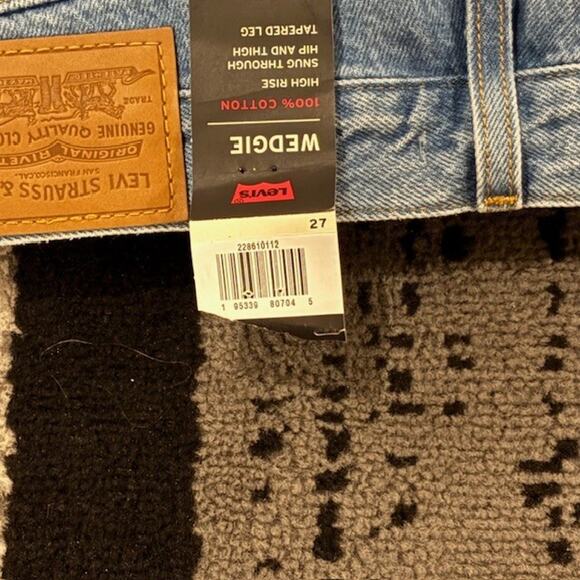 LEVI STRAUSS &
SAN FRANCISCO, CAL.
ORIGINAL RIVET
GENUINE QUALITY CLO
TRADE
Levi's
WEDGIE
100% COTTON
HIGH RISE
SNUG THROUGH
HIP AND THIGH
TAPERED LEG
27
228610112
1 95339 80704 5